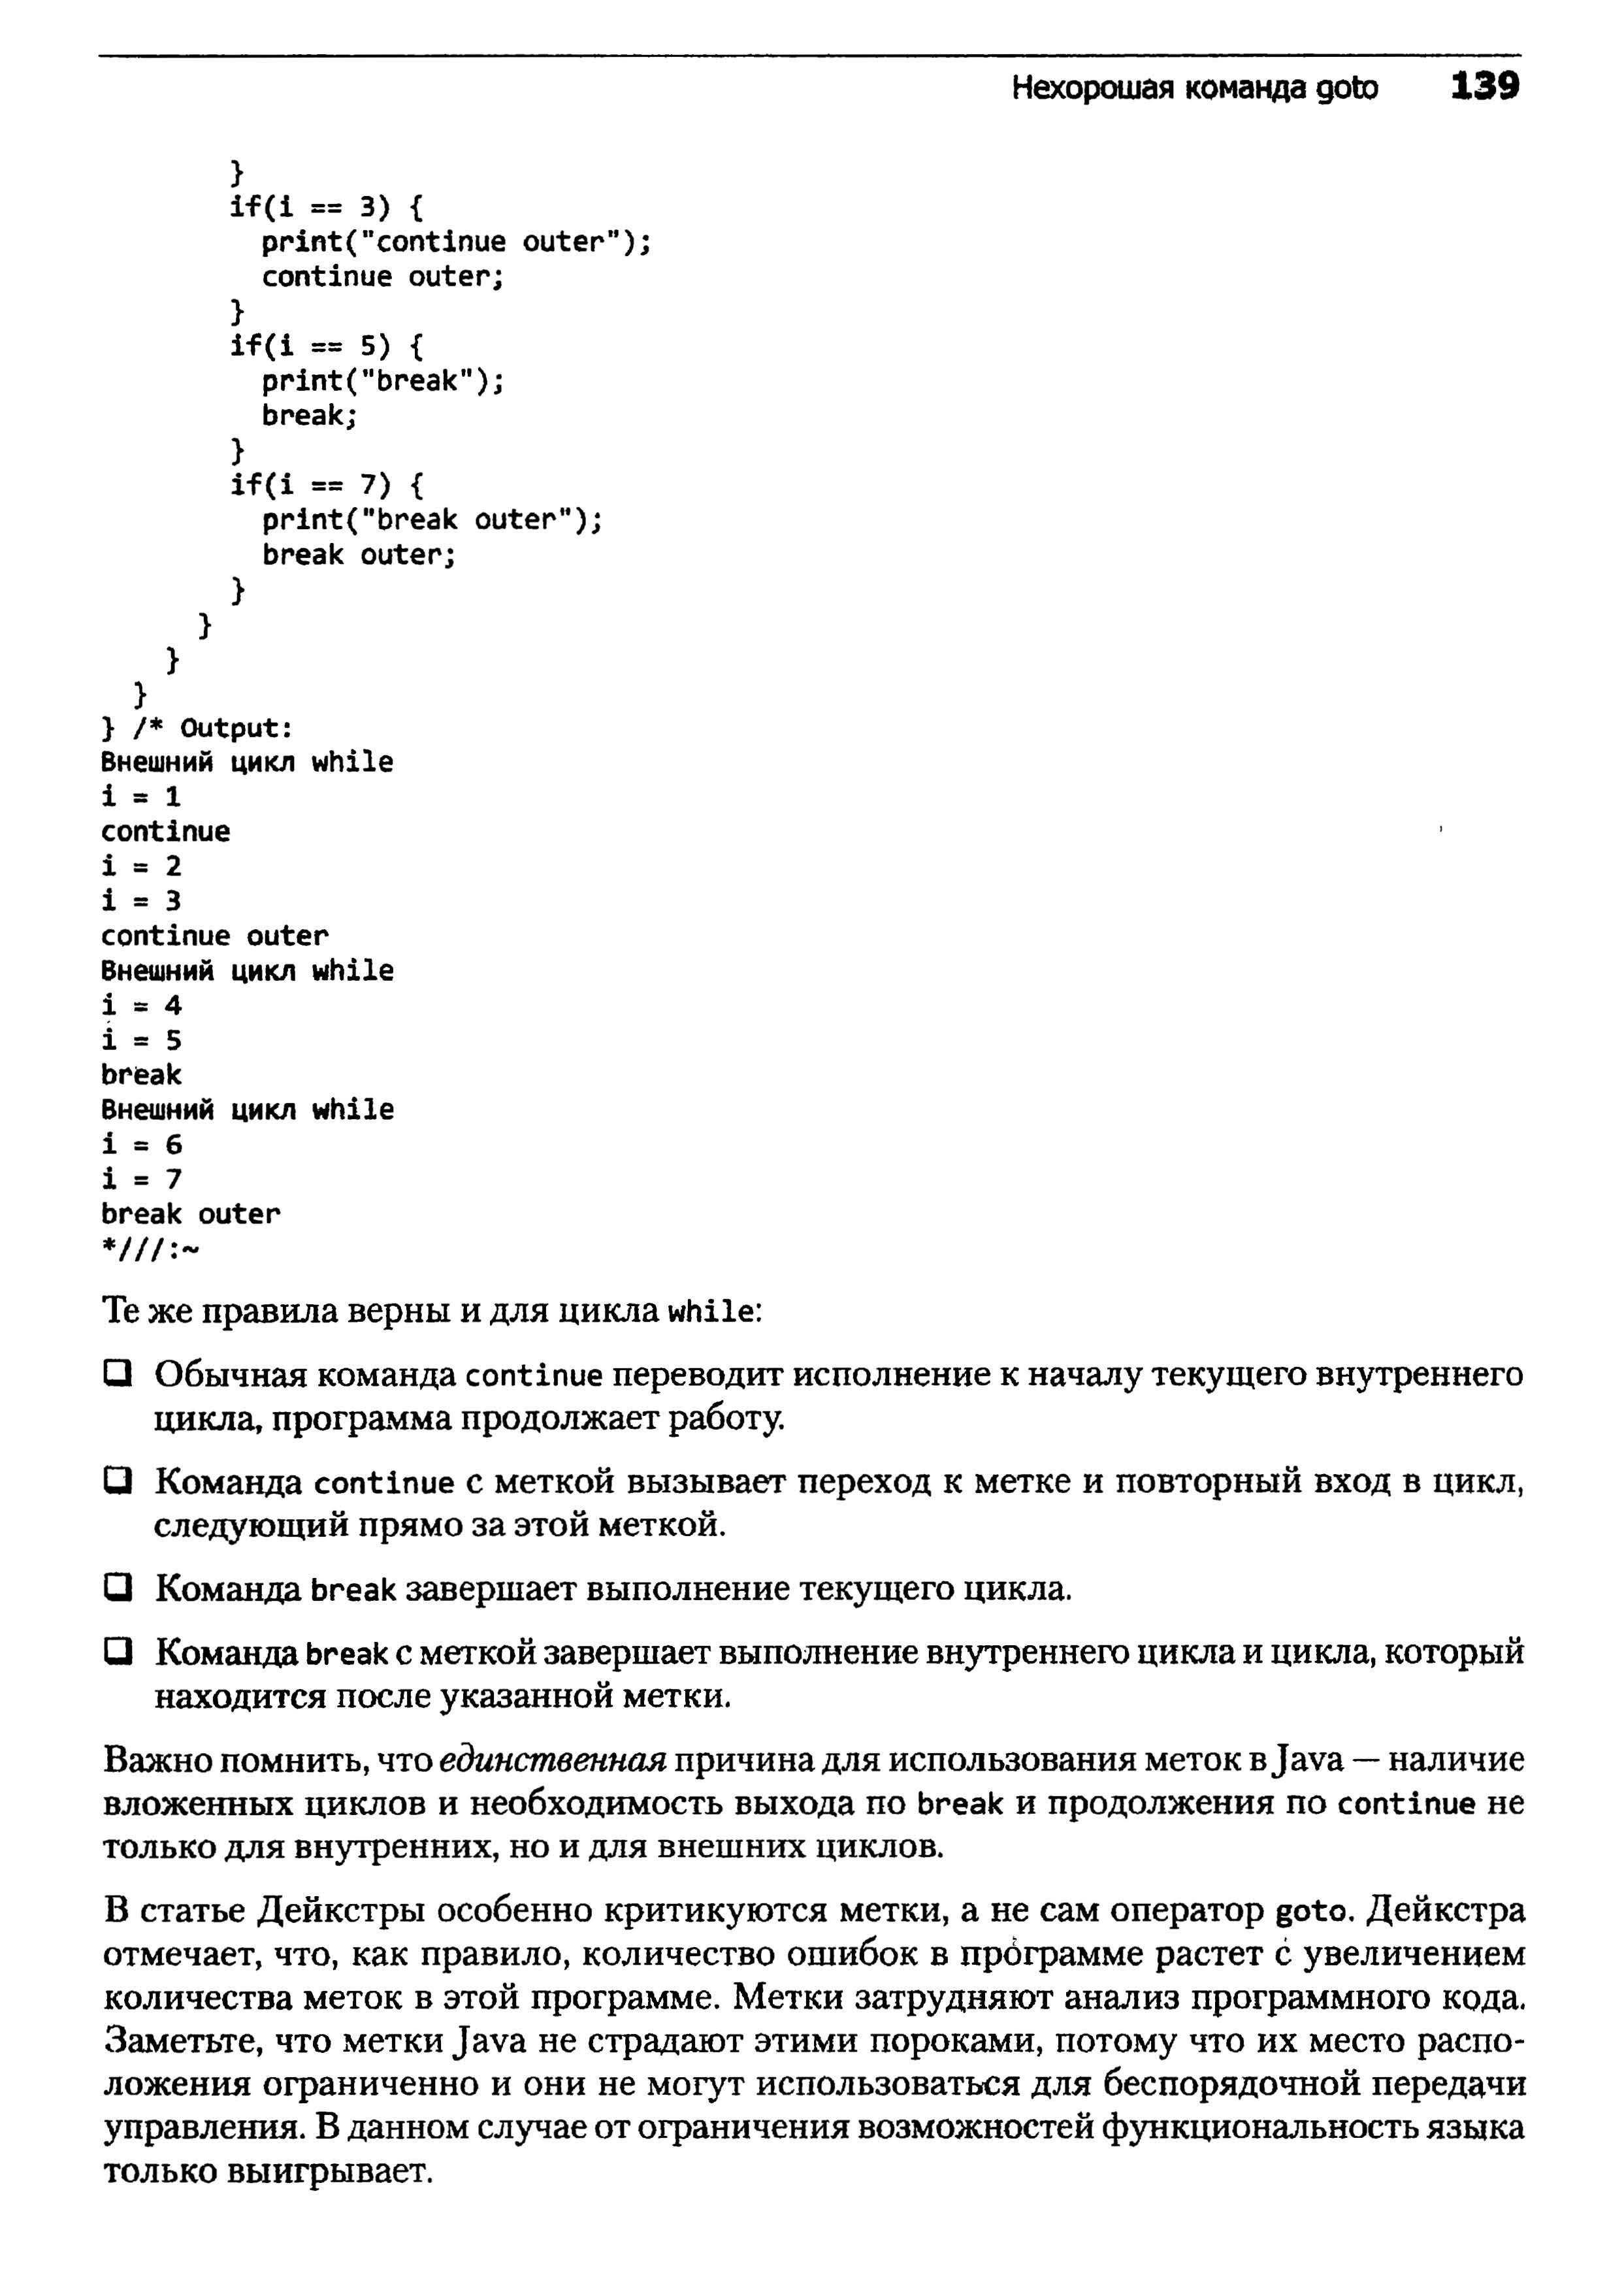 Нехорошая команда goto 139
}
if(i == 3) {
print("continue outer");
continue outer;
}
if(i == 5) {
print("break");
break;
}
if(i == 7) {
print("break outer");
break outer;
}
}
}
}
} /* Output:
Внешний цикл while
i = 1
continue
i = 2
i = 3
continue outer
Внешний цикл while
i = 4
i = 5
break
Внешний цикл while
i = 6
i = 7
break outer
*///:~
Те же правила верны и для цикла while:
❑ Обычная команда continue переводит исполнение к началу текущего внутреннего
цикла, программа продолжает работу.
❑ Команда continue с меткой вызывает переход к метке и повторный вход в цикл,
следующий прямо за этой меткой.
❑ Команда break завершает выполнение текущего цикла.
❑ Команда break с меткой завершает выполнение внутреннего цикла и цикла, который
находится после указанной метки.
Важно помнить, что единственная причина для использования меток в Java — наличие
вложенных циклов и необходимость выхода по break и продолжения по continue не
только для внутренних, но и для внешних циклов.
В статье Дейкстры особенно критикуются метки, а не сам оператор goto. Дейкстра
отмечает, что, как правило, количество ошибок в программе растет с увеличением
количества меток в этой программе. Метки затрудняют анализ программного кода.
Заметьте, что метки Java не страдают этими пороками, потому что их место распо-
ложения ограниченно и они не могут использоваться для беспорядочной передачи
управления. В данном случае от ограничения возможностей функциональность языка
только выигрывает.